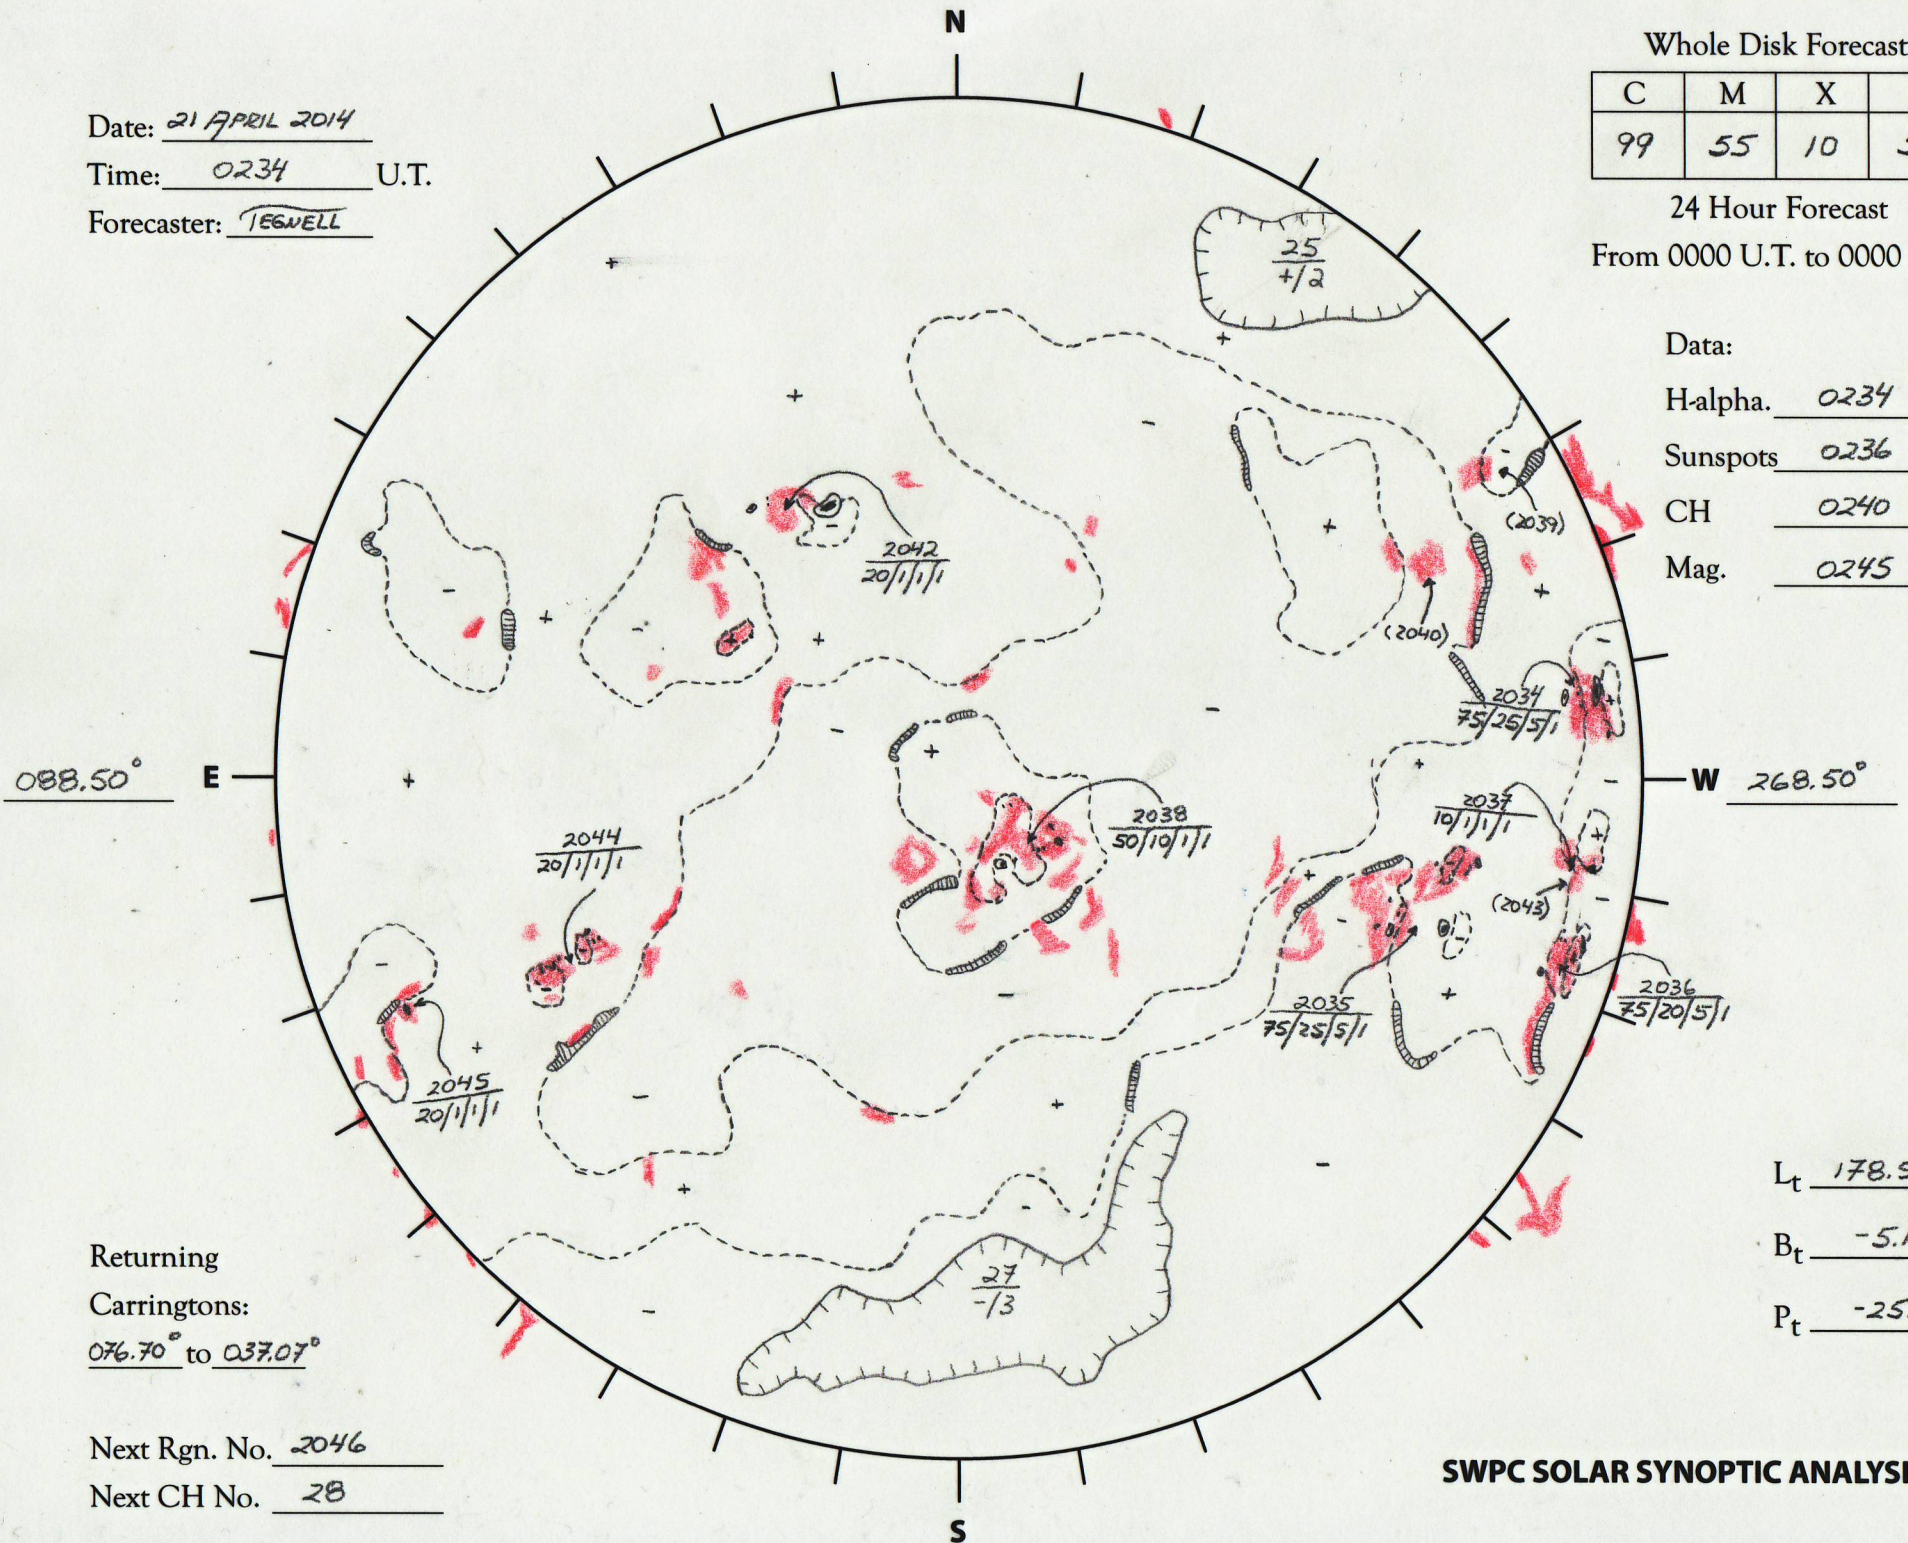 N
Whole Disk Forecast
C M X
99 55 10
24 Hour Forecast
From 0000 U.T. to 0000
Date: 21 APRIL 2014
Time: 0234 U.T.
Forecaster: TEGNELL
25
+/2
Data:
H-alpha. 0234
Sunspots 0236
CH 0240
Mag. 0245
(2039)
2042
20/1/1/1
(2040)
2034
75/25/5/1
088.50° E
W 268.50°
2037
10/1/1/1
2038
50/10/1/1
2044
20/1/1/1
(2043)
2035
75/25/5/1
2036
75/20/5/1
2045
20/1/1/1
Lt 178.5
Bt -5.1
Pt -25.
27
-/3
Returning
Carringtons:
076.70° to 037.07°
Next Rgn. No. 2046
Next CH No. 28
SWPC SOLAR SYNOPTIC ANALYSI
S